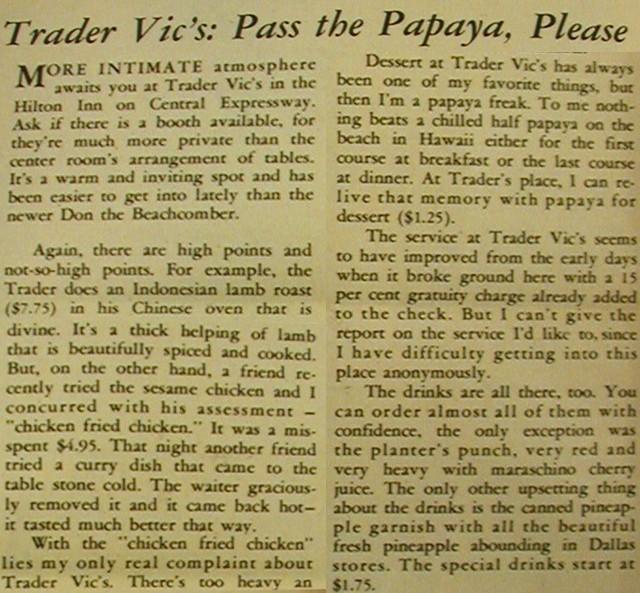 Trader Vic's: Pass the Papaya, Please
MORE INTIMATE atmosphere
awaits you at Trader Vic's in the
Hilton Inn on Central Expressway.
Ask if there is a booth available, for
they're much more private than the
center room's arrangement of tables.
It's a warm and inviting spot and has
been easier to get into lately than the
newer Don the Beachcomber.
Again, there are high points and
not-so-high points. For example, the
Trader does an Indonesian lamb roast
($7.75) in his Chinese oven that is
divine. It's a thick helping of lamb
that is beautifully spiced and cooked.
But, on the other hand, a friend re-
cently tried the sesame chicken and I
concurred with his assessment —
"chicken fried chicken." It was a mis-
spent $4.95. That night another friend
tried a curry dish that came to the
table stone cold. The waiter gracious-
ly removed it and it came back hot—
it tasted much better that way.
With the "chicken fried chicken"
lies my only real complaint about
Trader Vic's. There's too heavy an
Dessert at Trader Vic's has always
been one of my favorite things, but
then I'm a papaya freak. To me noth-
ing beats a chilled half papaya on the
beach in Hawaii either for the first
course at breakfast or the last course
at dinner. At Trader's place, I can re-
live that memory with papaya for
dessert ($1.25).
The service at Trader Vic's seems
to have improved from the early days
when it broke ground here with a 15
per cent gratuity charge already added
to the check. But I can't give the
report on the service I'd like to, since
I have difficulty getting into this
place anonymously.
The drinks are all there, too. You
can order almost all of them with
confidence, the only exception was
the planter's punch, very red and
very heavy with maraschino cherry
juice. The only other upsetting thing
about the drinks is the canned pineap-
ple garnish with all the beautiful
fresh pineapple abounding in Dallas
stores. The special drinks start at
$1.75.